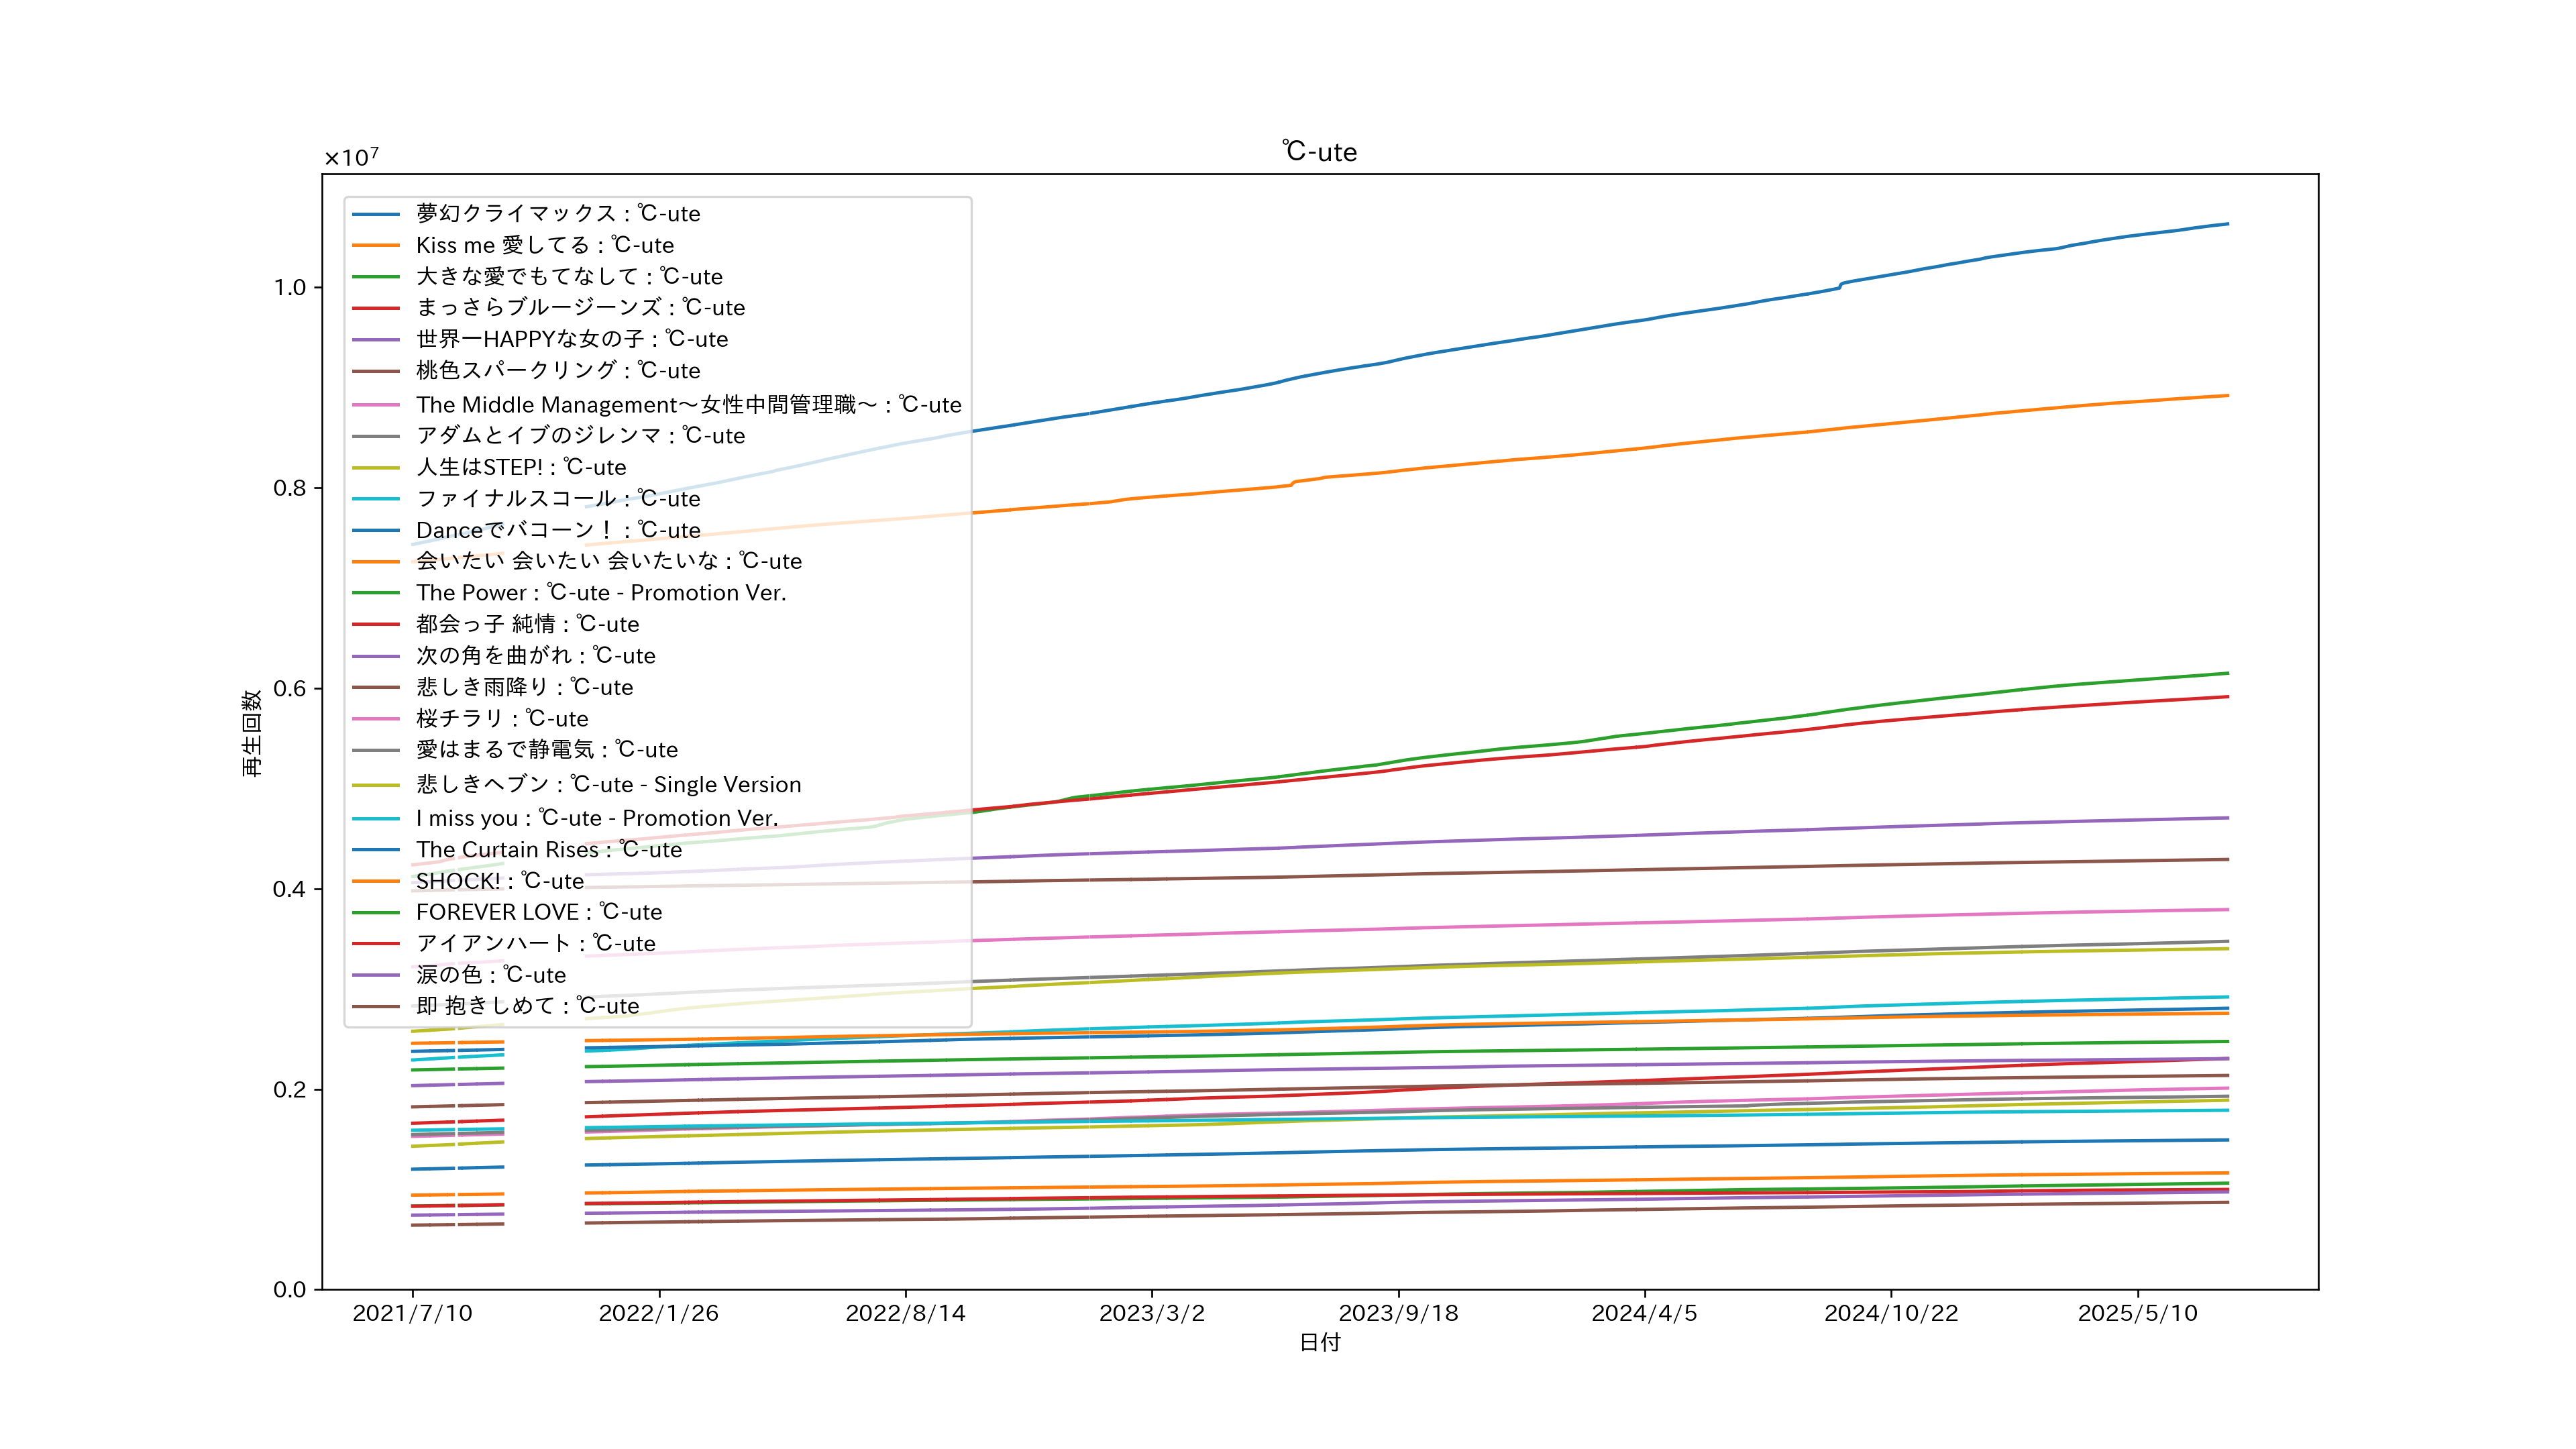 ℃-ute
×10⁷
夢幻クライマックス : ℃-ute
Kiss me 愛してる : ℃-ute
大きな愛でもてなして : ℃-ute
まっさらブルージーンズ : ℃-ute
世界一HAPPYな女の子 : ℃-ute
桃色スパークリング : ℃-ute
The Middle Management～女性中間管理職～ : ℃-ute
アダムとイブのジレンマ : ℃-ute
人生はSTEP! : ℃-ute
ファイナルスコール : ℃-ute
Danceでバコーン！ : ℃-ute
会いたい 会いたい 会いたいな : ℃-ute
The Power : ℃-ute - Promotion Ver.
都会っ子 純情 : ℃-ute
次の角を曲がれ : ℃-ute
悲しき雨降り : ℃-ute
桜チラリ : ℃-ute
愛はまるで静電気 : ℃-ute
悲しきヘブン : ℃-ute - Single Version
I miss you : ℃-ute - Promotion Ver.
The Curtain Rises : ℃-ute
SHOCK! : ℃-ute
FOREVER LOVE : ℃-ute
アイアンハート : ℃-ute
涙の色 : ℃-ute
即 抱きしめて : ℃-ute
1.0
0.8
0.6
0.4
0.2
0.0
再生回数
2021/7/10 2022/1/26 2022/8/14 2023/3/2 2023/9/18 2024/4/5 2024/10/22 2025/5/10
日付